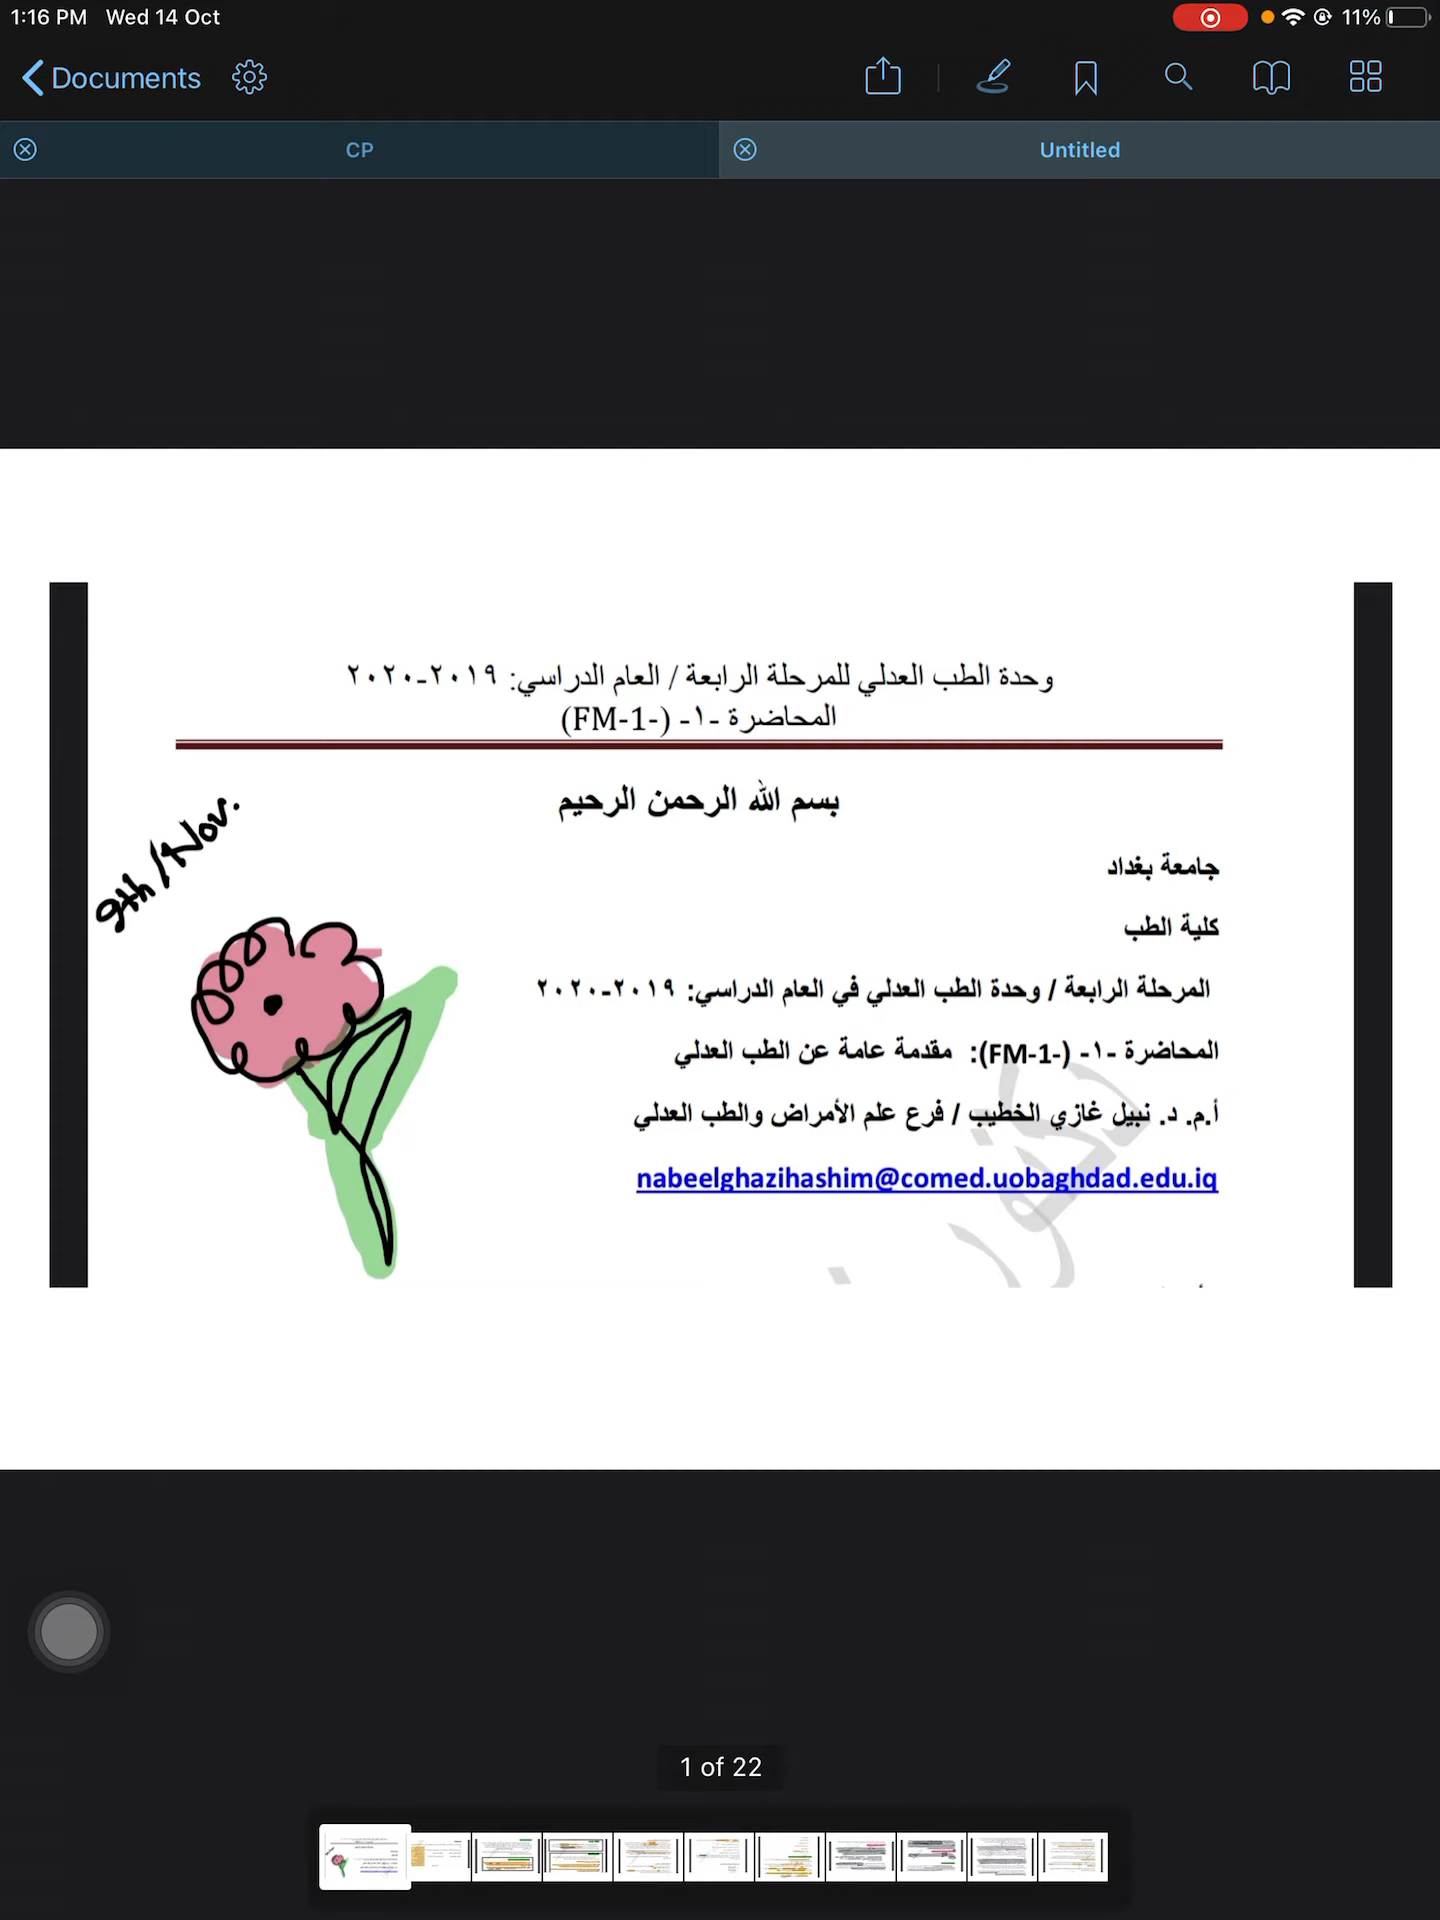 1:16 PM Wed 14 Oct 11%
Documents
CP
Untitled
وحدة الطب العدلي للمرحلة الرابعة / العام الدراسي: ٢٠١٩-٢٠٢٠
المحاضرة -١- (FM-1-)
بسم الله الرحمن الرحيم
9th/Nov.
جامعة بغداد
كلية الطب
المرحلة الرابعة / وحدة الطب العدلي في العام الدراسي: ٢٠١٩-٢٠٢٠
المحاضرة -١- (FM-1-): مقدمة عامة عن الطب العدلي
أ.م. د. نبيل غازي الخطيب / فرع علم الأمراض والطب العدلي
nabeelghazihashim@comed.uobaghdad.edu.iq
1 of 22